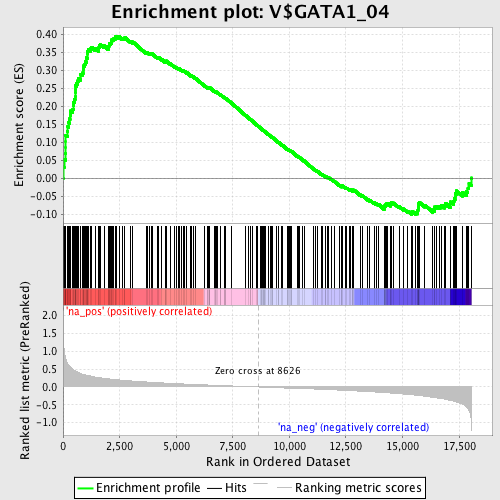 Enrichment plot: V$GATA1_04
Enrichment score (ES)
0.40
0.35
0.30
0.25
0.20
0.15
0.10
0.05
0.00
-0.05
-0.10
'na_pos' (positively correlated)
Ranked list metric (PreRanked)
2.0
1.5
1.0
0.5
0.0
-0.5
-1.0
Zero cross at 8626
'na_neg' (negatively correlated)
0 2,500 5,000 7,500 10,000 12,500 15,000 17,500
Rank in Ordered Dataset
Enrichment profile Hits Ranking metric scores